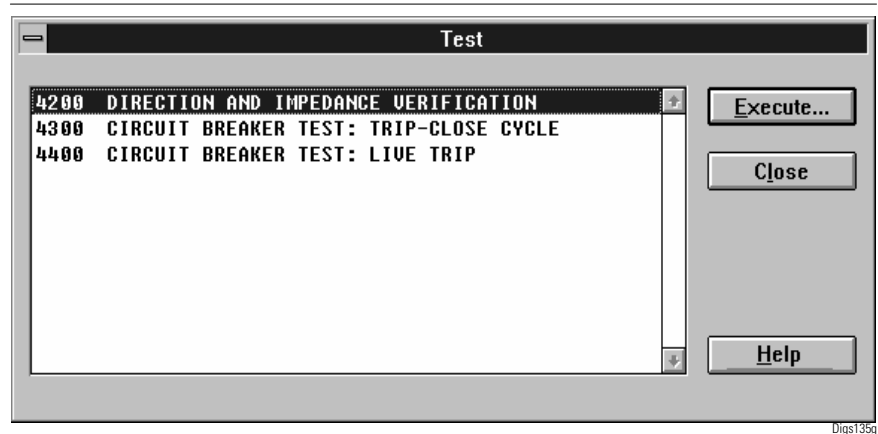 Test
4200 DIRECTION AND IMPEDANCE VERIFICATION
4300 CIRCUIT BREAKER TEST: TRIP-CLOSE CYCLE
4400 CIRCUIT BREAKER TEST: LIVE TRIP
Execute...
Close
Help
Digs135g